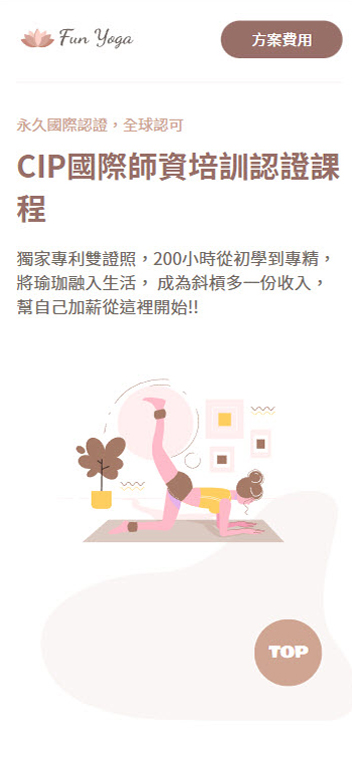 Fun Yoga
方案費用
永久國際認證，全球認可
CIP國際師資培訓認證課
程
獨家專利雙證照，200小時從初學到專精，
將瑜珈融入生活， 成為斜槓多一份收入，
幫自己加薪從這裡開始!!
TOP